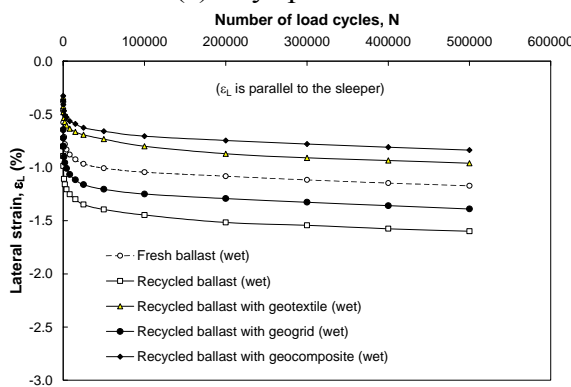 Number of load cycles, N
0 100000 200000 300000 400000 500000 600000
0.0
(εL is parallel to the sleeper)
-0.5
-1.0
-1.5
-2.0
-2.5
-3.0
Lateral strain, εL (%)
Fresh ballast (wet)
Recycled ballast (wet)
Recycled ballast with geotextile (wet)
Recycled ballast with geogrid (wet)
Recycled ballast with geocomposite (wet)